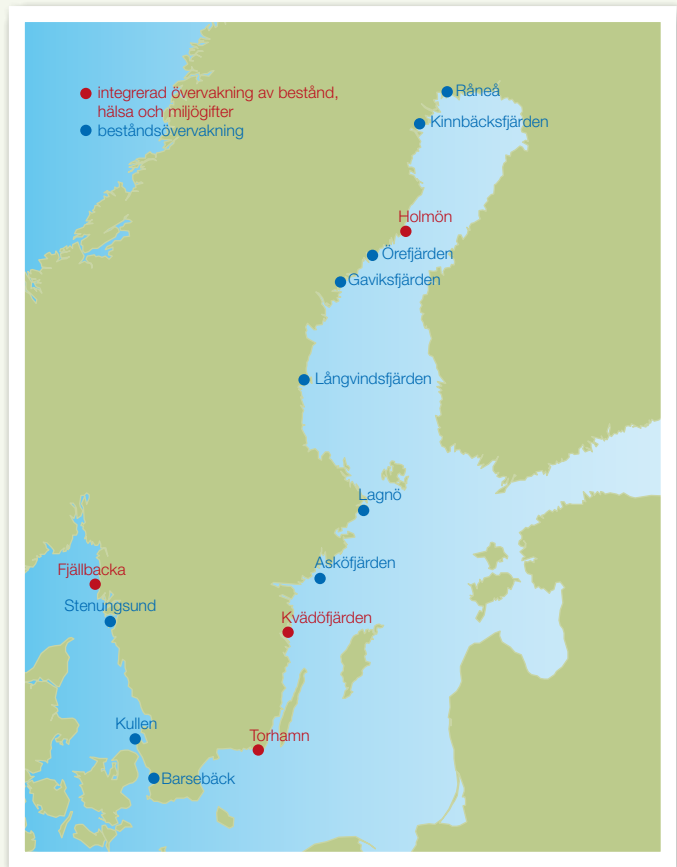 integrerad övervakning av bestånd,
hälsa och miljögifter
beståndsövervakning
Råneå
Kinnbäcksfjärden
Holmön
Örefjärden
Gaviksfjärden
Långvindsfjärden
Lagnö
Asköfjärden
Fjällbacka
Stenungsund
Kvädöfjärden
Kullen
Torhamn
Barsebäck